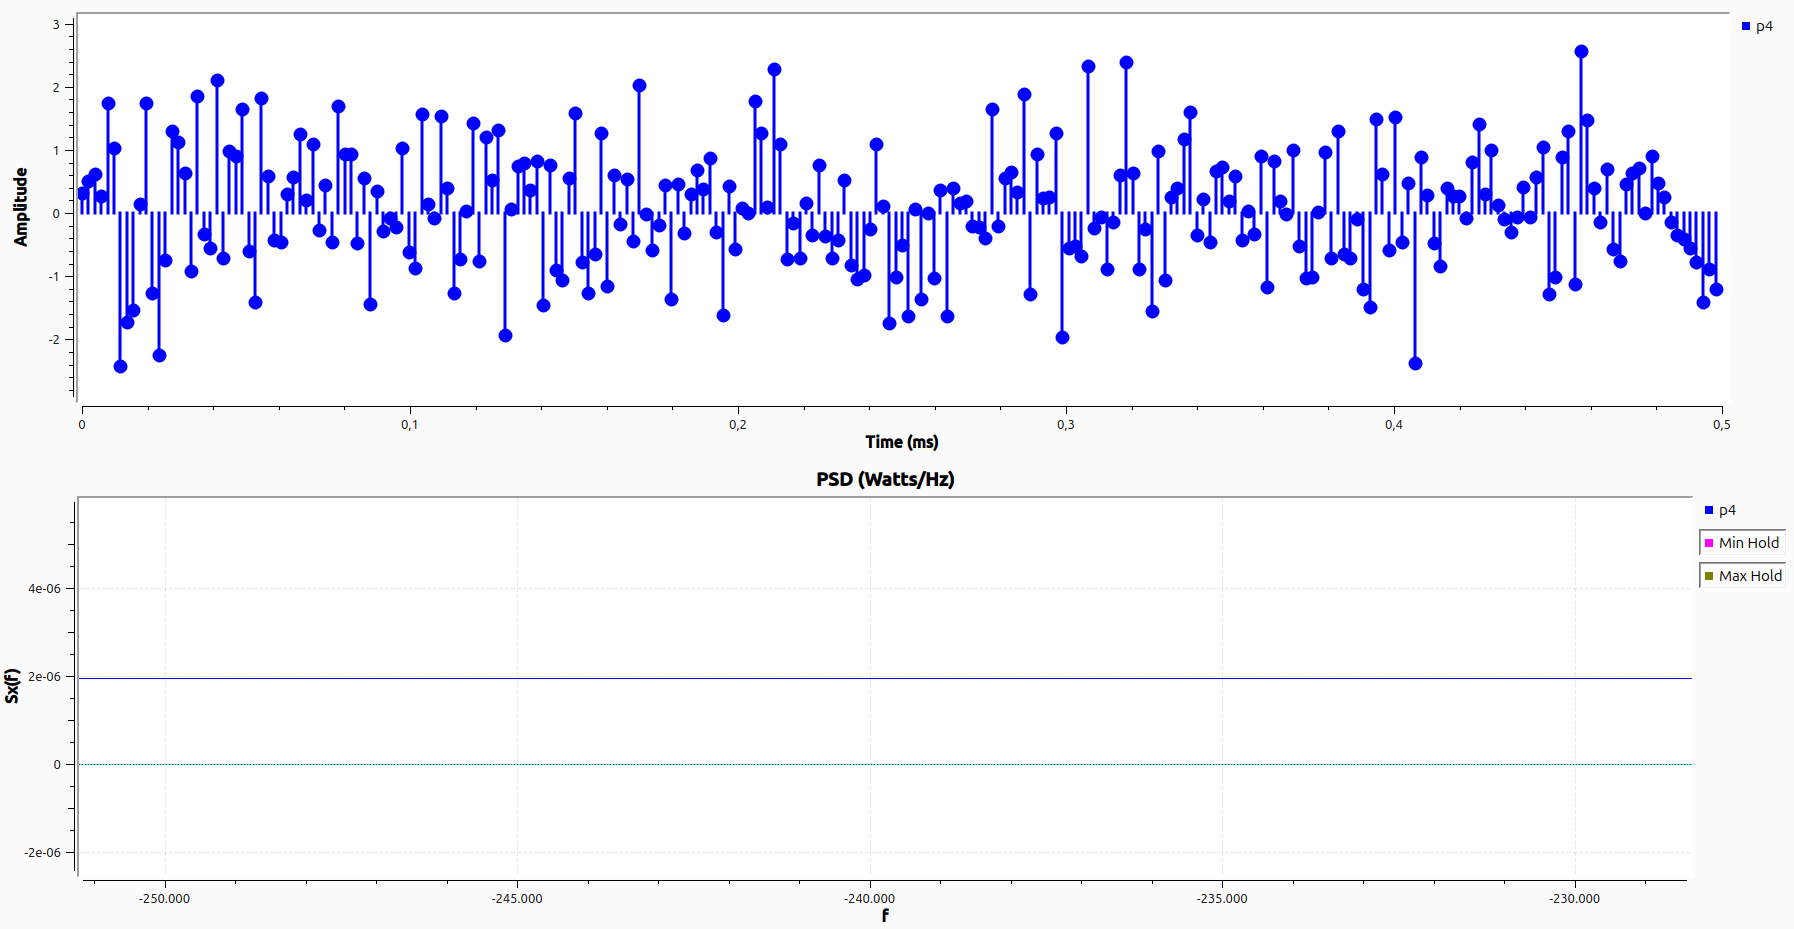 3
2
1
0
-1
-2
Amplitude
0
0,1
0,2
0,3
0,4
0,5
Time (ms)
p4
PSD (Watts/Hz)
4e-06
2e-06
0
-2e-06
Sx(f)
-250.000
-245.000
-240.000
-235.000
-230.000
f
p4
Min Hold
Max Hold